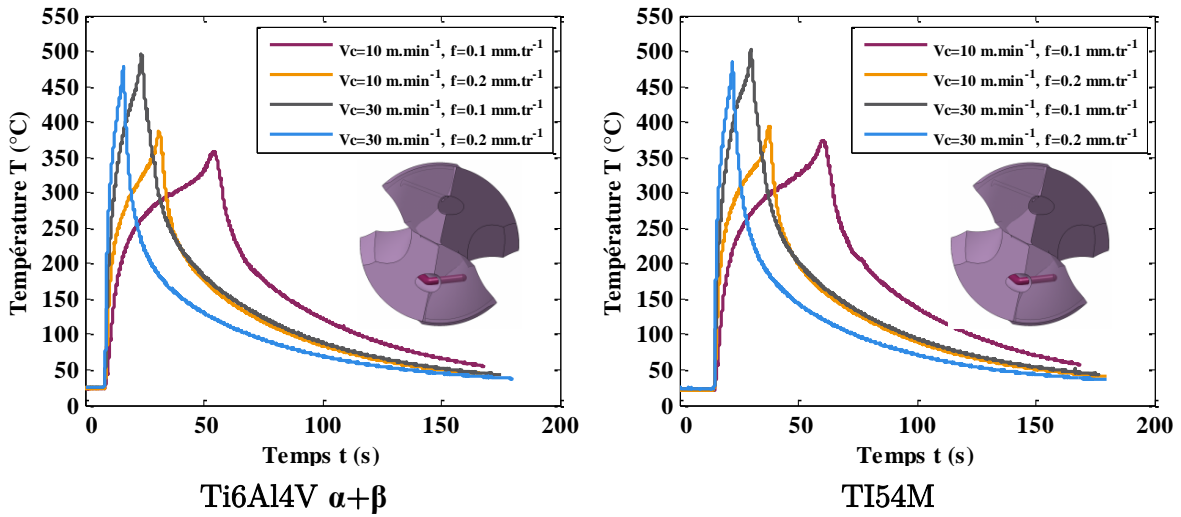 550
500
450
400
350
300
250
200
150
100
50
0
Température T (°C)
Vc=10 m.min⁻¹, f=0.1 mm.tr⁻¹
Vc=10 m.min⁻¹, f=0.2 mm.tr⁻¹
Vc=30 m.min⁻¹, f=0.1 mm.tr⁻¹
Vc=30 m.min⁻¹, f=0.2 mm.tr⁻¹
0 50 100 150 200
Temps t (s)
Ti6Al4V α+β
550
500
450
400
350
300
250
200
150
100
50
0
Température T (°C)
Vc=10 m.min⁻¹, f=0.1 mm.tr⁻¹
Vc=10 m.min⁻¹, f=0.2 mm.tr⁻¹
Vc=30 m.min⁻¹, f=0.1 mm.tr⁻¹
Vc=30 m.min⁻¹, f=0.2 mm.tr⁻¹
0 50 100 150 200
Temps t (s)
TI54M